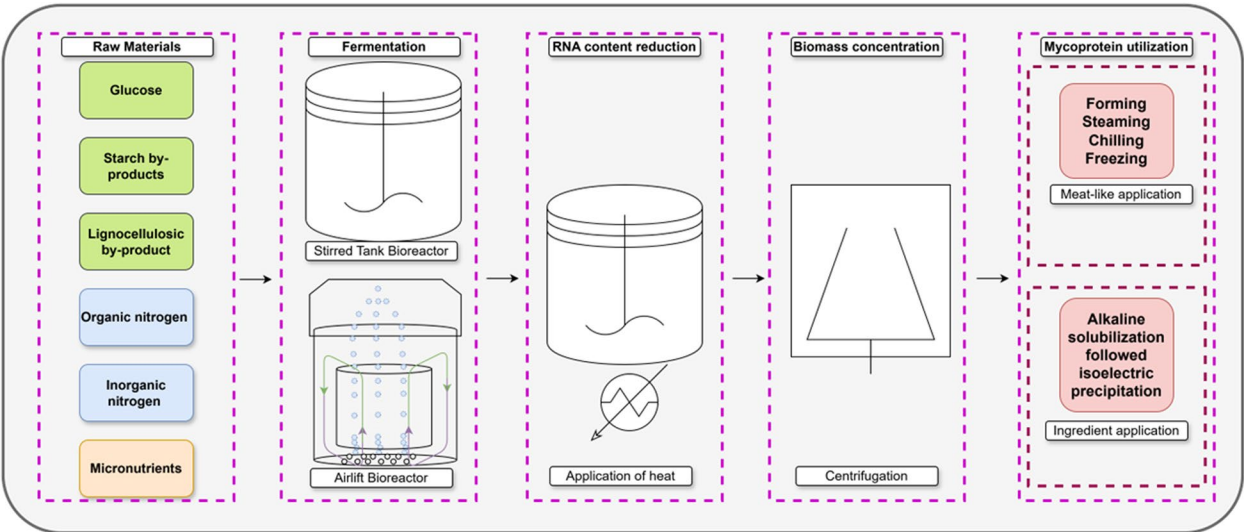 Raw Materials
Glucose
Starch by-
products
Lignocellulosic
by-product
Organic nitrogen
Inorganic
nitrogen
Micronutrients
Fermentation
Stirred Tank Bioreactor
Airlift Bioreactor
RNA content reduction
Application of heat
Biomass concentration
Centrifugation
Mycoprotein utilization
Forming
Steaming
Chilling
Freezing
Meat-like application
Alkaline
solubilization
followed
isoelectric
precipitation
Ingredient application